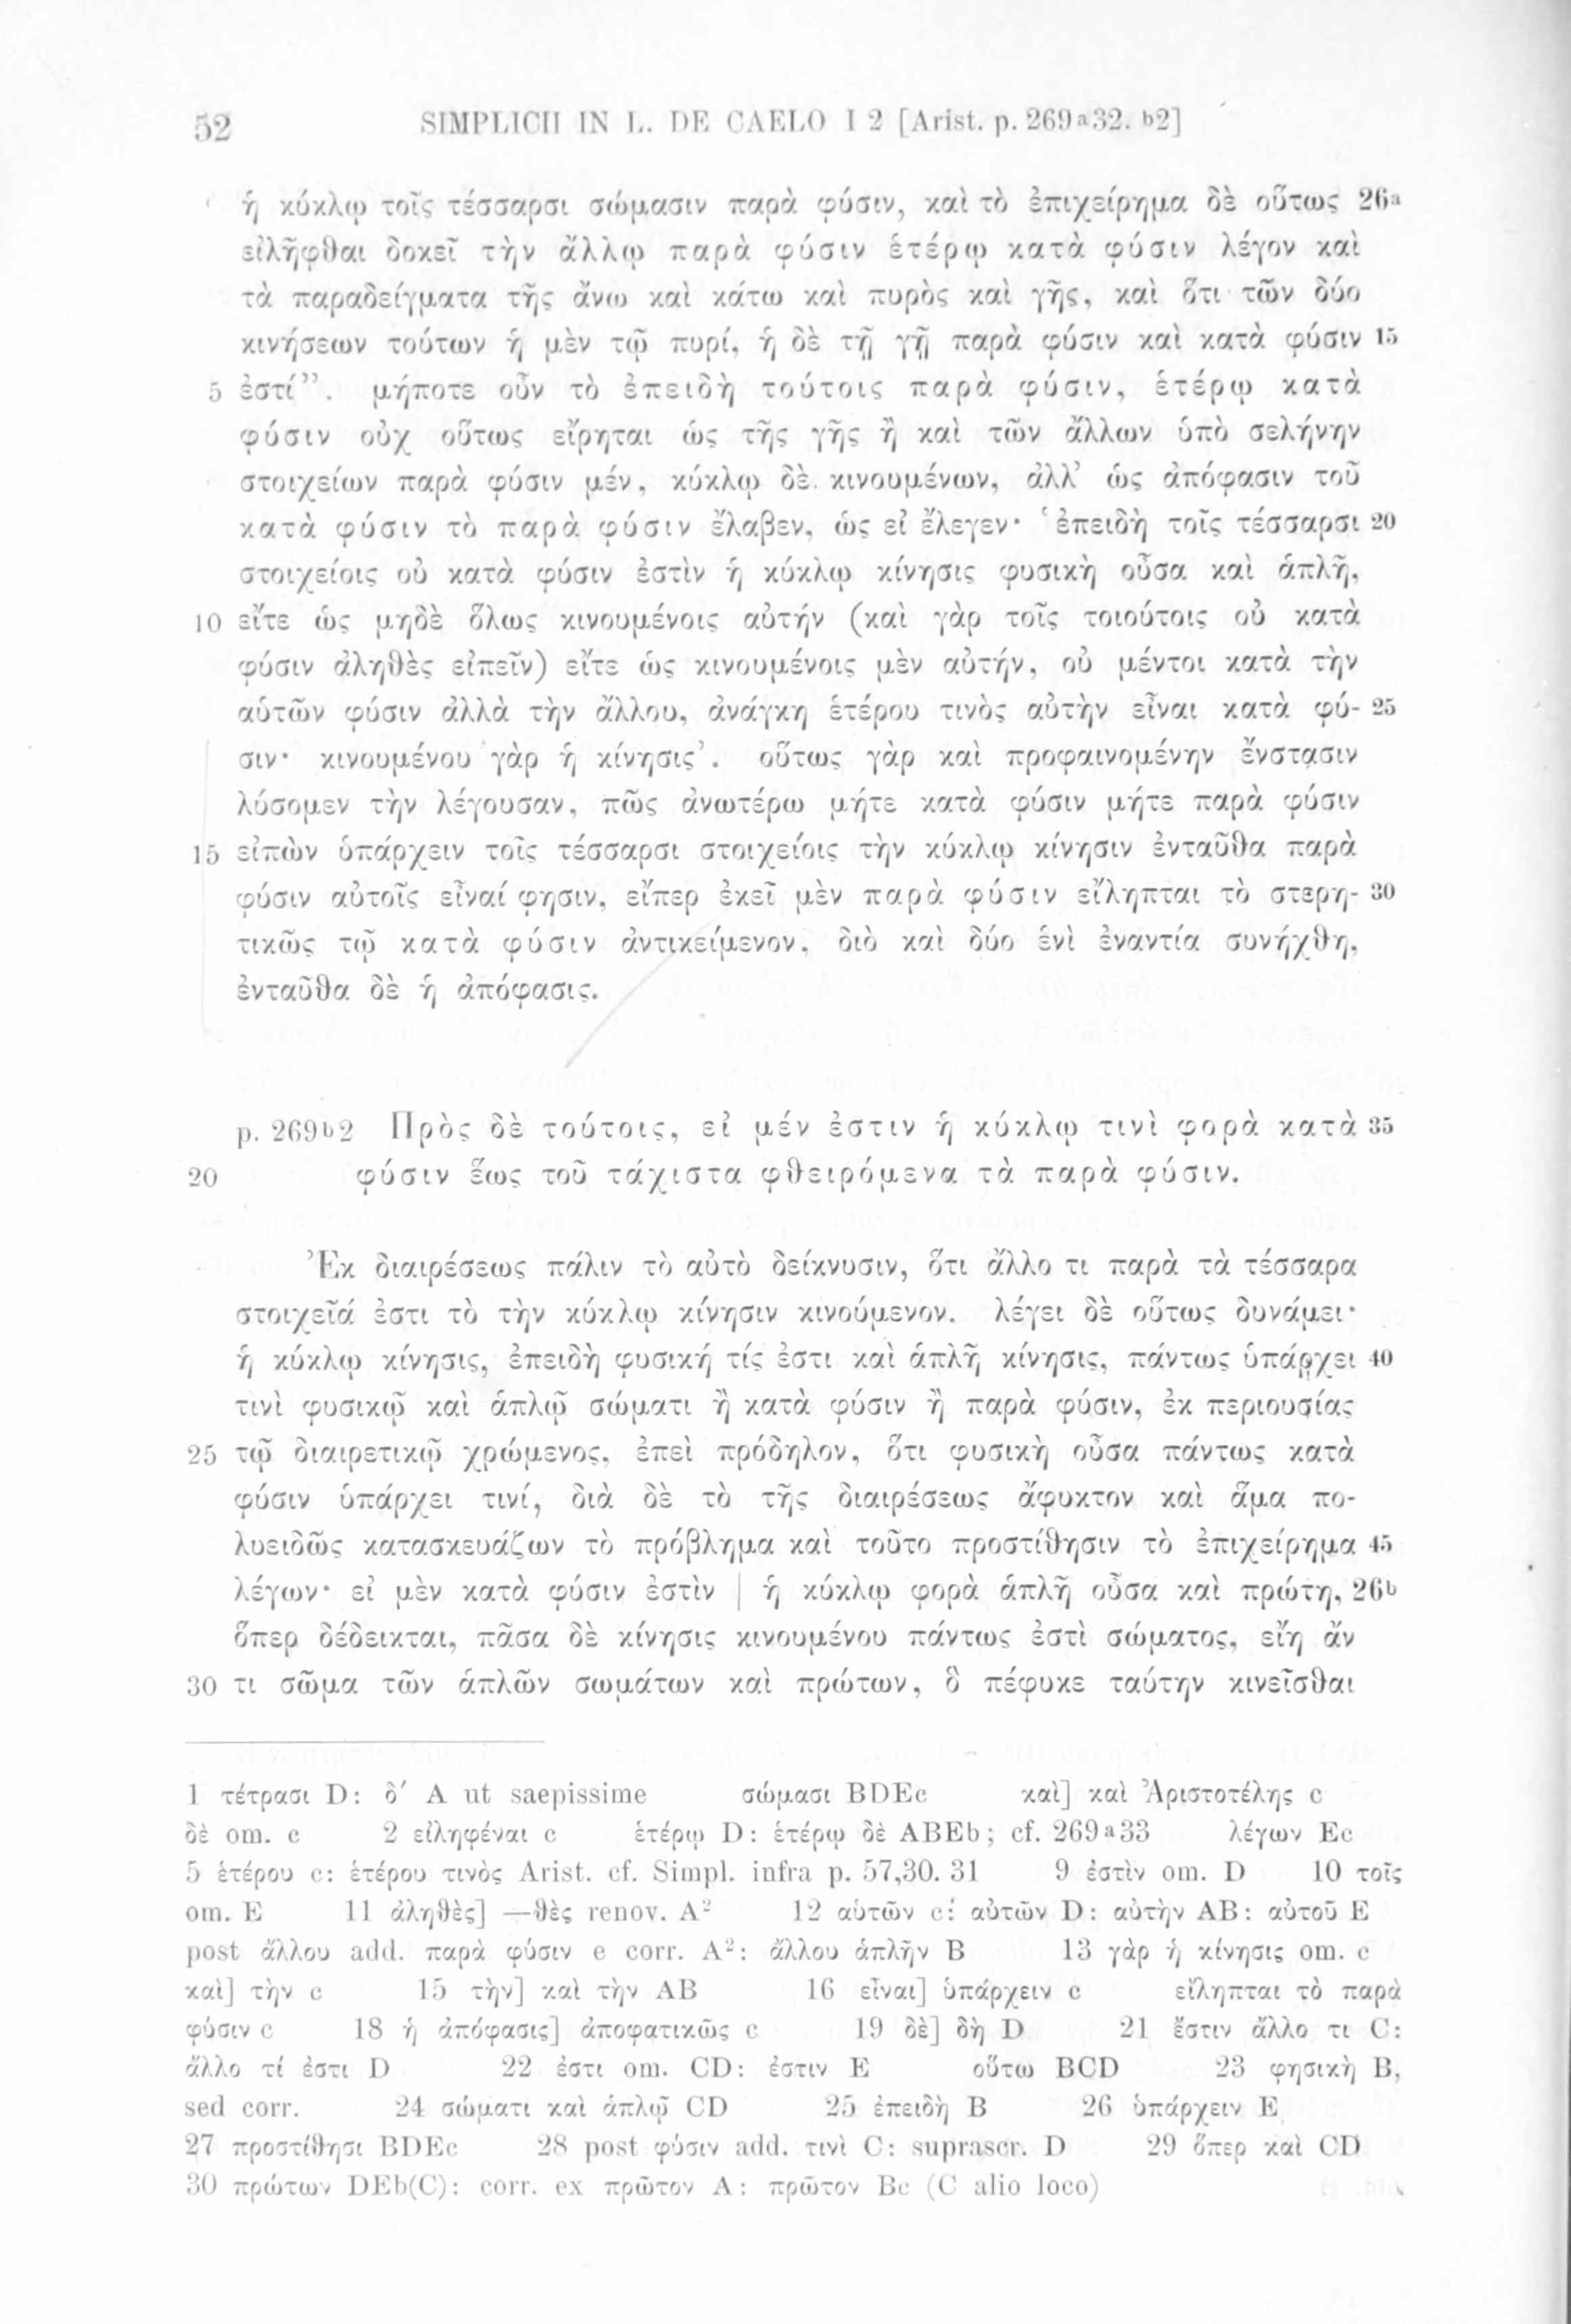 52 SIMPLICII IN L. DE CAELO I 2 [Arist. p. 269a32. b2]
ἡ κύκλῳ τοῖς τέσσαρσι σώμασιν παρὰ φύσιν, καὶ τὸ ἐπιχείρημα δὲ οὕτως 26a
εἰλῆφθαι δοκεῖ τὴν ἄλλῳ παρὰ φύσιν ἑτέρῳ κατὰ φύσιν λέγον καὶ
τὰ παραδείγματα τῆς ἄνω καὶ κάτω καὶ πυρὸς καὶ γῆς, καὶ ὅτι τῶν δύο
κινήσεων τούτων ἡ μὲν τῷ πυρί, ἡ δὲ τῇ γῇ παρὰ φύσιν καὶ κατὰ φύσιν 15
5 ἐστί”. μήποτε οὖν τὸ ἐπειδὴ τούτοις παρὰ φύσιν, ἑτέρῳ κατὰ
φύσιν οὐχ οὕτως εἴρηται ὡς τῆς γῆς ἢ καὶ τῶν ἄλλων ὑπὸ σελήνην
στοιχείων παρὰ φύσιν μέν, κύκλῳ δὲ κινουμένων, ἀλλ’ ὡς ἀπόφασιν τοῦ
κατὰ φύσιν τὸ παρὰ φύσιν ἔλαβεν, ὡς εἰ ἔλεγεν· ‘ἐπειδὴ τοῖς τέσσαρσι 20
στοιχείοις οὐ κατὰ φύσιν ἐστὶν ἡ κύκλῳ κίνησις φυσικὴ οὖσα καὶ ἁπλῆ,
10 εἴτε ὡς μηδὲ ὅλως κινουμένοις αὐτήν (καὶ γὰρ τοῖς τοιούτοις οὐ κατὰ
φύσιν ἀληθὲς εἰπεῖν) εἴτε ὡς κινουμένοις μὲν αὐτήν, οὐ μέντοι κατὰ τὴν
αὑτῶν φύσιν ἀλλὰ τὴν ἄλλου, ἀνάγκη ἑτέρου τινὸς αὐτὴν εἶναι κατὰ φύ- 25
σιν· κινουμένου γὰρ ἡ κίνησις’. οὕτως γὰρ καὶ προφαινομένην ἔνστασιν
λύσομεν τὴν λέγουσαν, πῶς ἀνωτέρω μήτε κατὰ φύσιν μήτε παρὰ φύσιν
15 εἰπὼν ὑπάρχειν τοῖς τέσσαρσι στοιχείοις τὴν κύκλῳ κίνησιν ἐνταῦθα παρὰ
φύσιν αὐτοῖς εἶναί φησιν, εἴπερ ἐκεῖ μὲν παρὰ φύσιν εἴληπται τὸ στερη- 30
τικῶς τῷ κατὰ φύσιν ἀντικείμενον, διὸ καὶ δύο ἑνὶ ἐναντία συνήχθη,
ἐνταῦθα δὲ ἡ ἀπόφασις.
p. 269b2 Πρὸς δὲ τούτοις, εἰ μέν ἐστιν ἡ κύκλῳ τινὶ φορὰ κατὰ 35
20 φύσιν ἕως τοῦ τάχιστα φθειρόμενα τὰ παρὰ φύσιν.
Ἐκ διαιρέσεως πάλιν τὸ αὐτὸ δείκνυσιν, ὅτι ἄλλο τι παρὰ τὰ τέσσαρα
στοιχεῖά ἐστι τὸ τὴν κύκλῳ κίνησιν κινούμενον. λέγει δὲ οὕτως δυνάμει·
ἡ κύκλῳ κίνησις, ἐπειδὴ φυσική τίς ἐστι καὶ ἁπλῆ κίνησις, πάντως ὑπάρχει 40
τινὶ φυσικῷ καὶ ἁπλῷ σώματι ἢ κατὰ φύσιν ἢ παρὰ φύσιν, ἐκ περιουσίας
25 τῷ διαιρετικῷ χρώμενος, ἐπεὶ πρόδηλον, ὅτι φυσικὴ οὖσα πάντως κατὰ
φύσιν ὑπάρχει τινί, διὰ δὲ τὸ τῆς διαιρέσεως ἄφυκτον καὶ ἅμα πο-
λυειδῶς κατασκευάζων τὸ πρόβλημα καὶ τοῦτο προστίθησιν τὸ ἐπιχείρημα 45
λέγων· εἰ μὲν κατὰ φύσιν ἐστὶν | ἡ κύκλῳ φορὰ ἁπλῆ οὖσα καὶ πρώτη, 26b
ὅπερ δέδεικται, πᾶσα δὲ κίνησις κινουμένου πάντως ἐστὶ σώματος, εἴη ἄν
30 τι σῶμα τῶν ἁπλῶν σωμάτων καὶ πρώτων, ὃ πέφυκε ταύτην κινεῖσθαι
1 τέτρασι D: δ′ A ut saepissime σώμασι BDEc καὶ] καὶ Ἀριστοτέλης c
δὲ om. c 2 εἰληφέναι c ἑτέρῳ D: ἑτέρῳ δὲ ABEb; cf. 269a33 λέγων Ec
5 ἑτέρου c: ἑτέρου τινὸς Arist. cf. Simpl. infra p. 57,30. 31 9 ἐστὶν om. D 10 τοῖς
om. E 11 ἀληθὲς] —θὲς renov. A2 12 αὑτῶν c: αὐτῶν D: αὐτὴν AB: αὐτοῦ E
post ἄλλου add. παρὰ φύσιν e corr. A2: ἄλλου ἁπλῆν B 13 γὰρ ἡ κίνησις om. c
καὶ] τὴν c 15 τὴν] καὶ τὴν AB 16 εἶναι] ὑπάρχειν c εἴληπται τὸ παρὰ
φύσιν c 18 ἡ ἀπόφασις] ἀποφατικῶς c 19 δὲ] δὴ D 21 ἔστιν ἄλλο τι C:
ἄλλο τί ἐστι D 22 ἐστι om. CD: ἐστιν E οὕτω BCD 23 φησικὴ B,
sed corr. 24 σώματι καὶ ἁπλῷ CD 25 ἐπειδὴ B 26 ὑπάρχειν E
27 προστίθησι BDEc 28 post φύσιν add. τινὶ C: suprascr. D 29 ὅπερ καὶ CD
30 πρώτων DEb(C): corr. ex πρῶτον A: πρῶτον Bc (C alio loco)